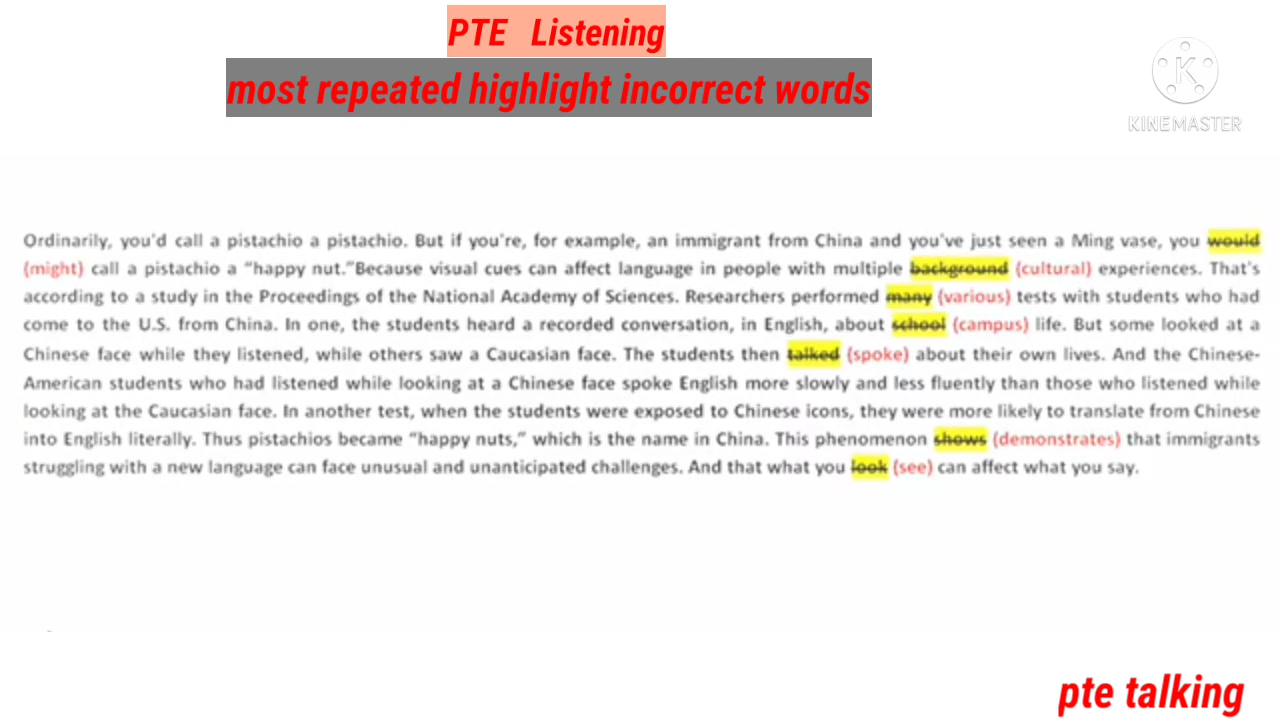 PTE Listening
most repeated highlight incorrect words
KINEMASTER
Ordinarily, you'd call a pistachio a pistachio. But if you're, for example, an immigrant from China and you've just seen a Ming vase, you would
(might) call a pistachio a “happy nut.”Because visual cues can affect language in people with multiple background (cultural) experiences. That's
according to a study in the Proceedings of the National Academy of Sciences. Researchers performed many (various) tests with students who had
come to the U.S. from China. In one, the students heard a recorded conversation, in English, about school (campus) life. But some looked at a
Chinese face while they listened, while others saw a Caucasian face. The students then talked (spoke) about their own lives. And the Chinese-
American students who had listened while looking at a Chinese face spoke English more slowly and less fluently than those who listened while
looking at the Caucasian face. In another test, when the students were exposed to Chinese icons, they were more likely to translate from Chinese
into English literally. Thus pistachios became “happy nuts,” which is the name in China. This phenomenon shows (demonstrates) that immigrants
struggling with a new language can face unusual and unanticipated challenges. And that what you look (see) can affect what you say.
pte talking